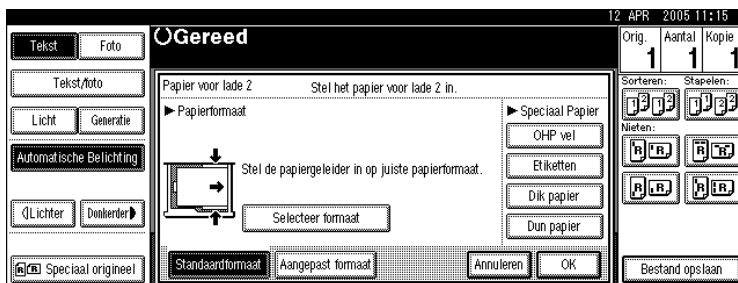 12 APR 2005 11:15
Tekst Foto
Gereed
Orig. Aantal Kopie
1 1 1
Tekst/foto
Licht Generatie
Automatische Belichting
Lichter Donkerder
Speciaal origineel
Papier voor lade 2 Stel het papier voor lade 2 in.
Papierformaat
Stel de papiergeleider in op juiste papierformaat.
Selecteer formaat
Standaardformaat Aangepast formaat
Speciaal Papier
OHP vel
Etiketten
Dik papier
Dun papier
Annuleren OK
Sorteren: Stapelen:
Nieten:
Bestand opslaan